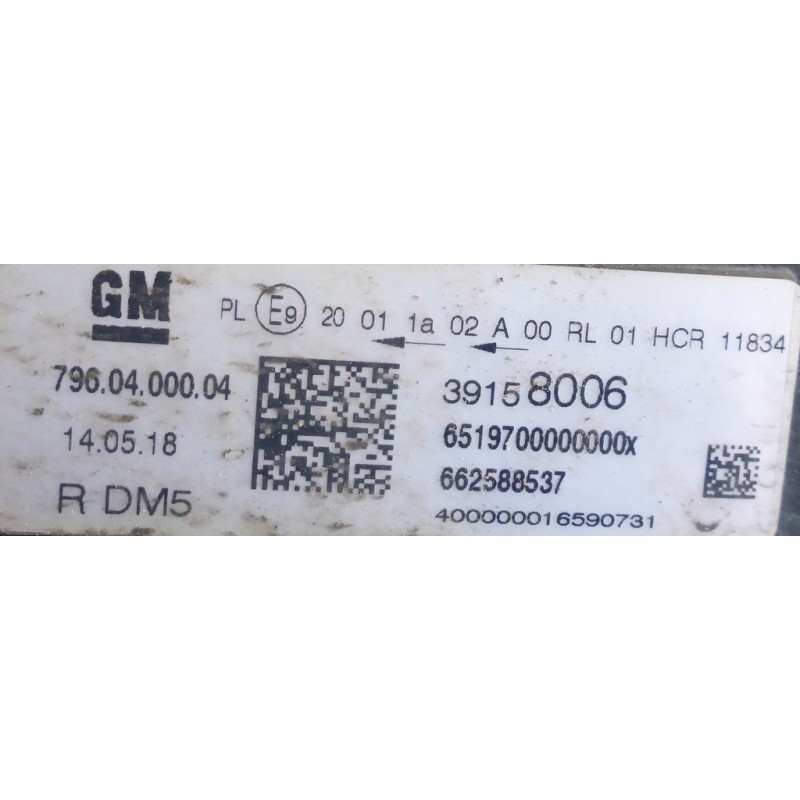 GM
PL E9 20 01 1a 02 A 00 RL 01 HCR 11834
796.04.000.04
14.05.18
R DM5
39158006
6519700000000x
662588537
400000016590731